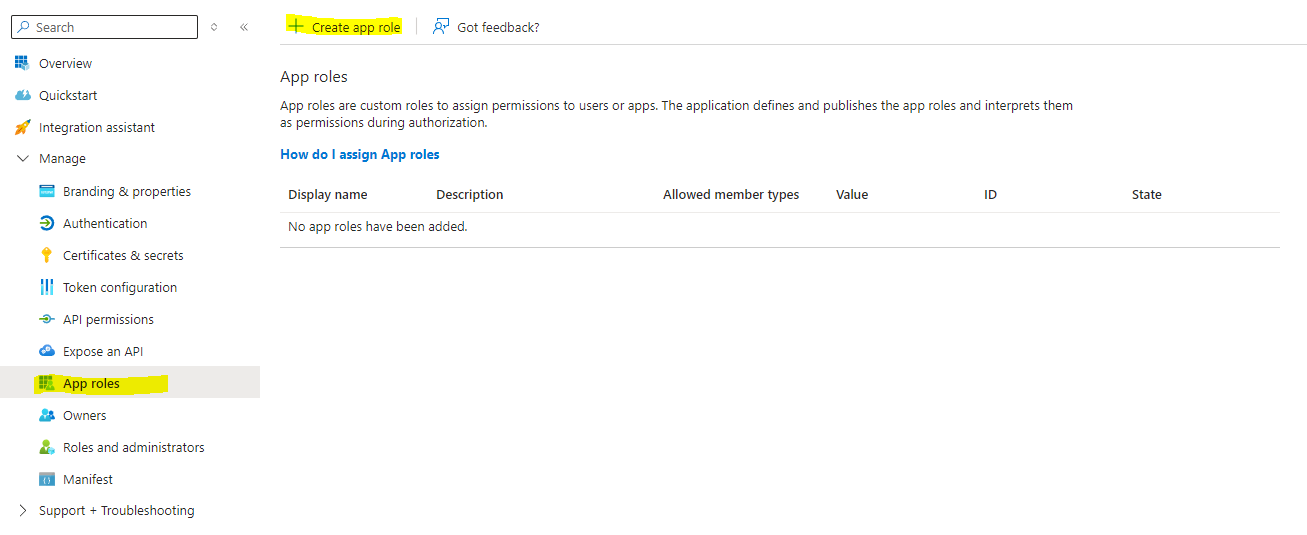 Search
Overview
Quickstart
Integration assistant
Manage
Branding & properties
Authentication
Certificates & secrets
Token configuration
API permissions
Expose an API
App roles
Owners
Roles and administrators
Manifest
Support + Troubleshooting
Create app role
Got feedback?
App roles
App roles are custom roles to assign permissions to users or apps. The application defines and publishes the app roles and interprets them
as permissions during authorization.
How do I assign App roles
Display name Description Allowed member types Value ID State
No app roles have been added.